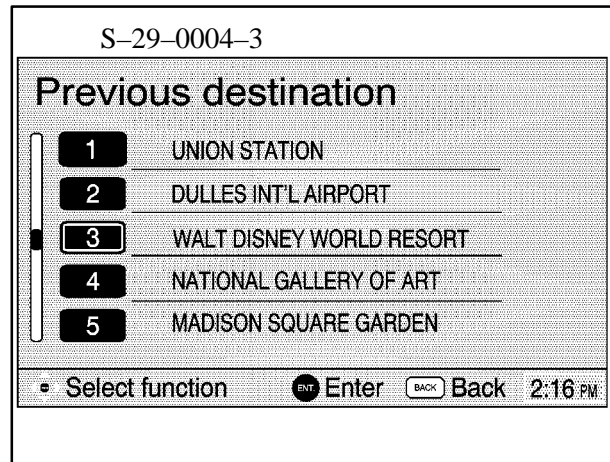 S–29–0004–3
Previous destination
1 UNION STATION
2 DULLES INT'L AIRPORT
3 WALT DISNEY WORLD RESORT
4 NATIONAL GALLERY OF ART
5 MADISON SQUARE GARDEN
Select function ENT. Enter BACK Back 2:16 PM